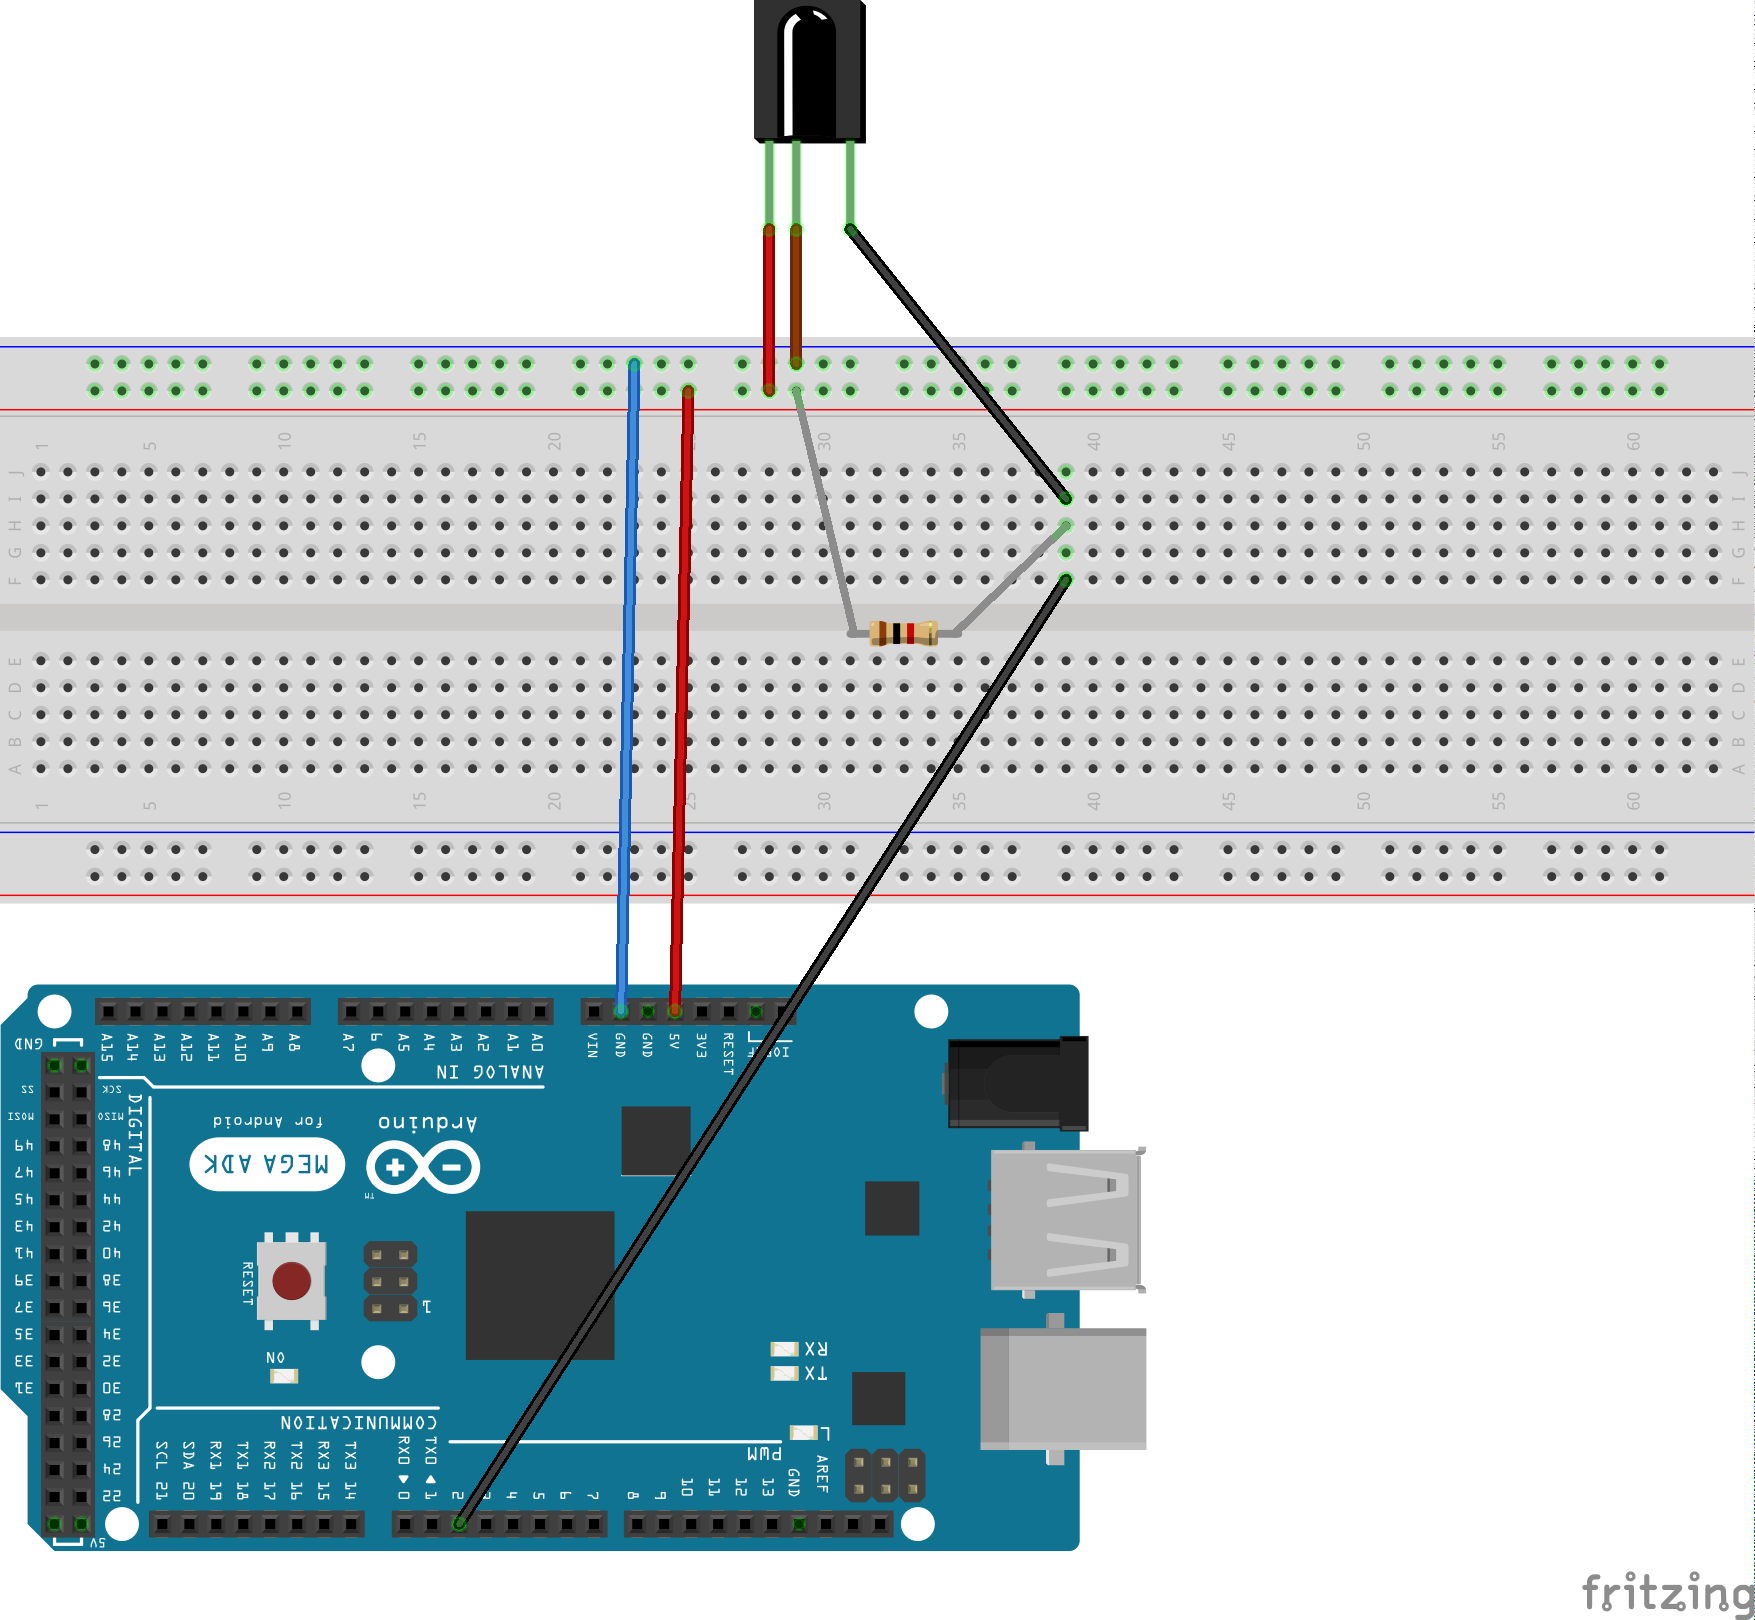 1 5 10 15 20 25 30 35 40 45 50 55 60
J J
I I
H H
G G
F F
E E
D D
C C
B B
A A
1 5 10 15 20 25 30 35 40 45 50 55 60
A15 A14 A13 A12 A11 A10 A9 A8
A7 6 A5 A4 A3 A2 A1 A0
VIN GND GND 5V 3V3 RESET
ANALOG IN
GND
SS SCK
MOSI MISO
49 48
47 46
45 44
43 42
41 40
39 38
37 36
35 34
33 32
31 30
28
26
24
22
5V
DIGITAL
for Android
MEGA ADK
Arduino
TM
RESET
1
ON
RX
TX
L
COMMUNICATION
PWM
SCL 21 SDA 20 RX1 19 TX1 18 RX2 17 TX2 16 RX3 15 TX3 14
RX0 0 TX0 1 2 3 4 5 6 7
8 9 10 11 12 13 GND AREF
fritzing